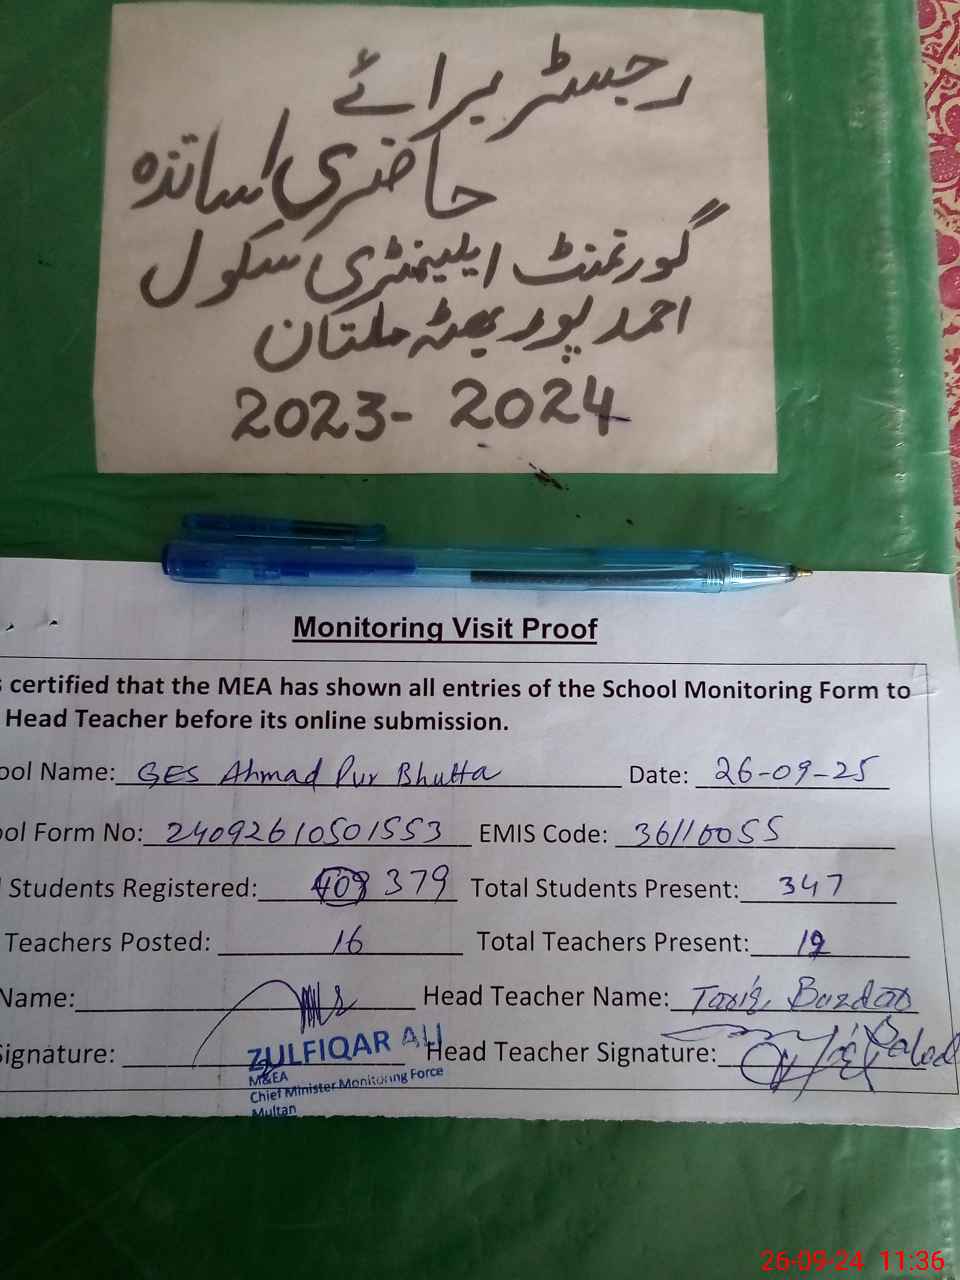 رجسٹر برائے
حاضری اساتذہ
گورنمنٹ ایلیمنٹری سکول
احمد پور بھٹہ ملتان
2023-2024
Monitoring Visit Proof
certified that the MEA has shown all entries of the School Monitoring Form to
Head Teacher before its online submission.
ool Name: GES Ahmad Pur Bhutta Date: 26-09-25
ool Form No: 24092610501553 EMIS Code: 36110055
Students Registered: 409 379 Total Students Present: 347
Teachers Posted: 16 Total Teachers Present:
Name: Head Teacher Name: Tariq Buzdar
Signature: Head Teacher Signature:
ZULFIQAR ALI
M&EA
Chief Minister Monitoring Force
Multan
26-09-24 11:36